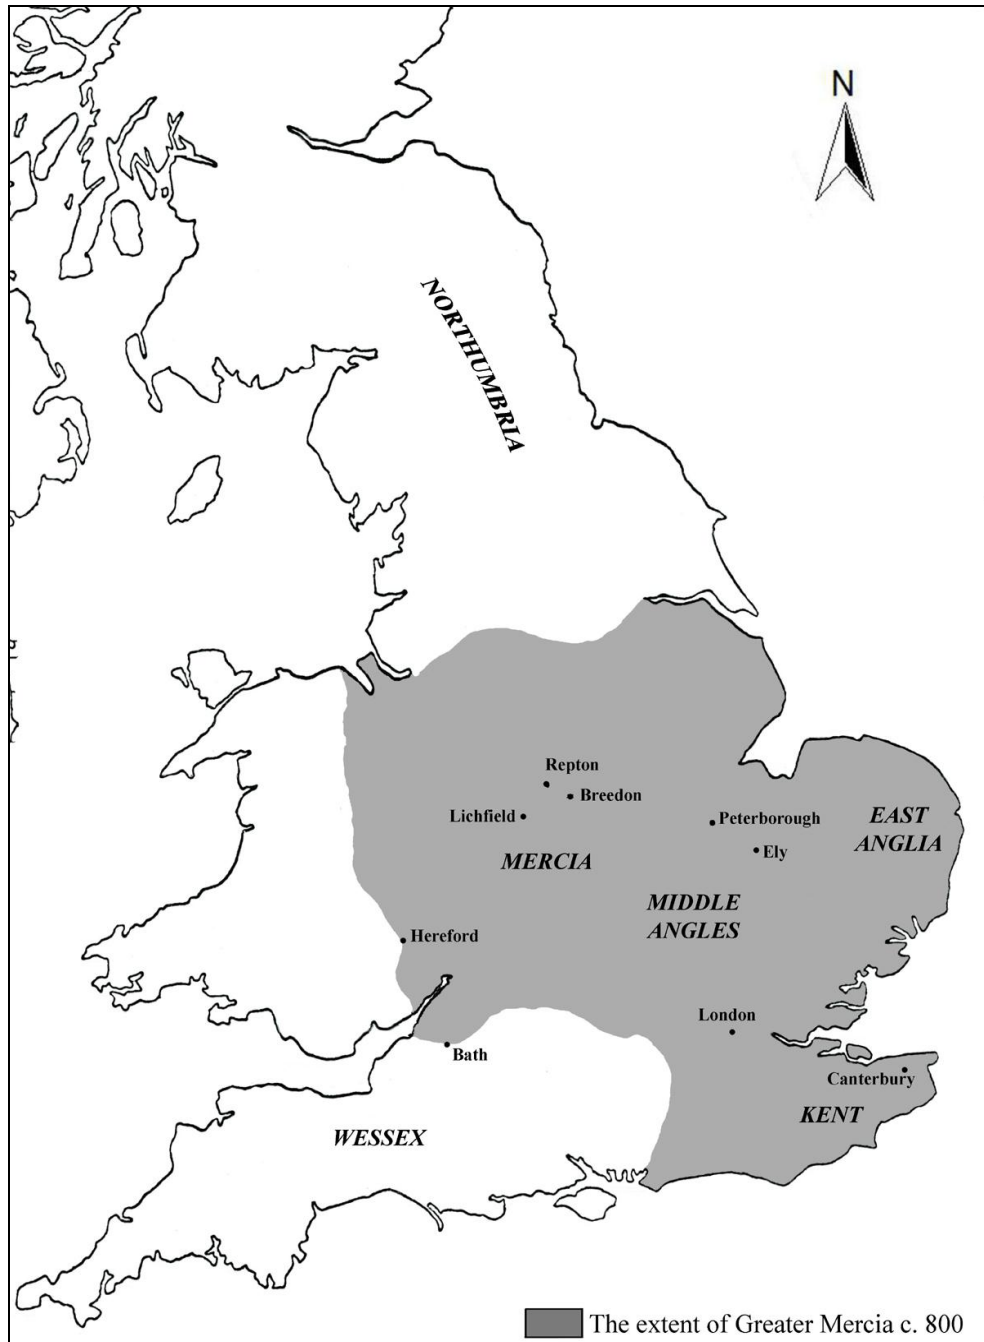 N
NORTHUMBRIA
Repton
Breedon
Lichfield
Peterborough
EAST
ANGLIA
Ely
MERCIA
MIDDLE
ANGLES
Hereford
London
Bath
Canterbury
KENT
WESSEX
The extent of Greater Mercia c. 800